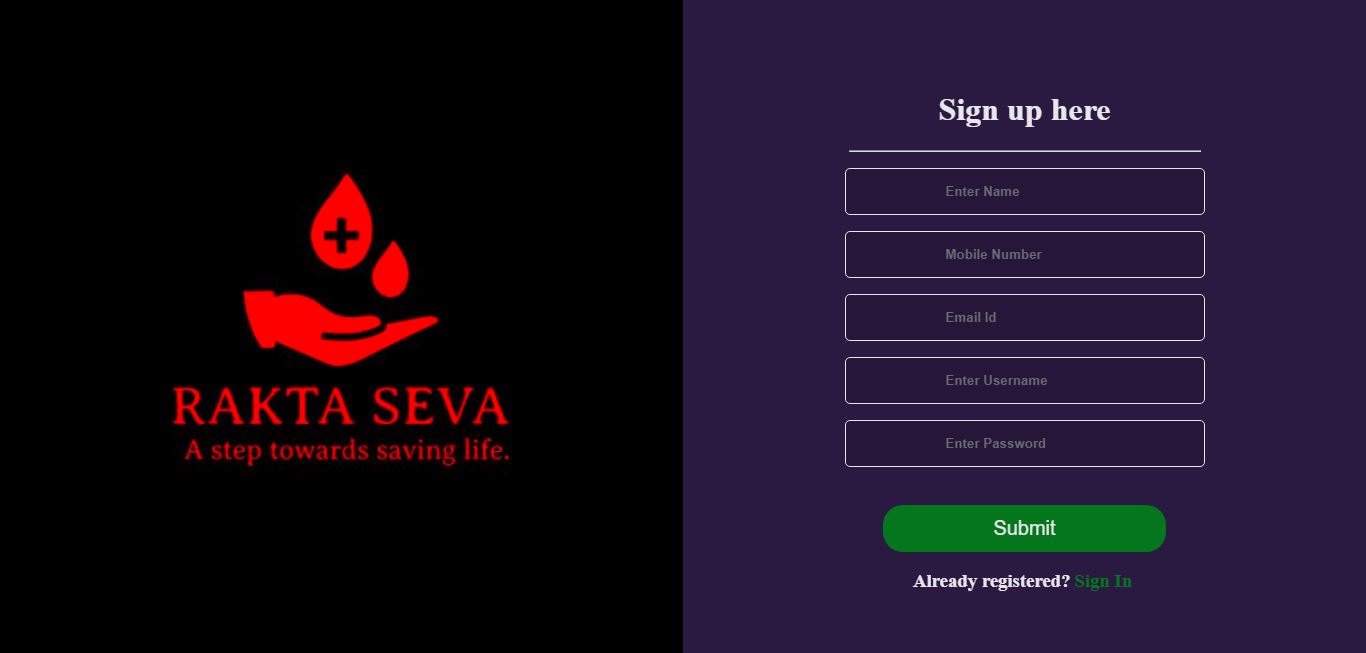 RAKTA SEVA
A step towards saving life.
Sign up here
Enter Name
Mobile Number
Email Id
Enter Username
Enter Password
Submit
Already registered? Sign In